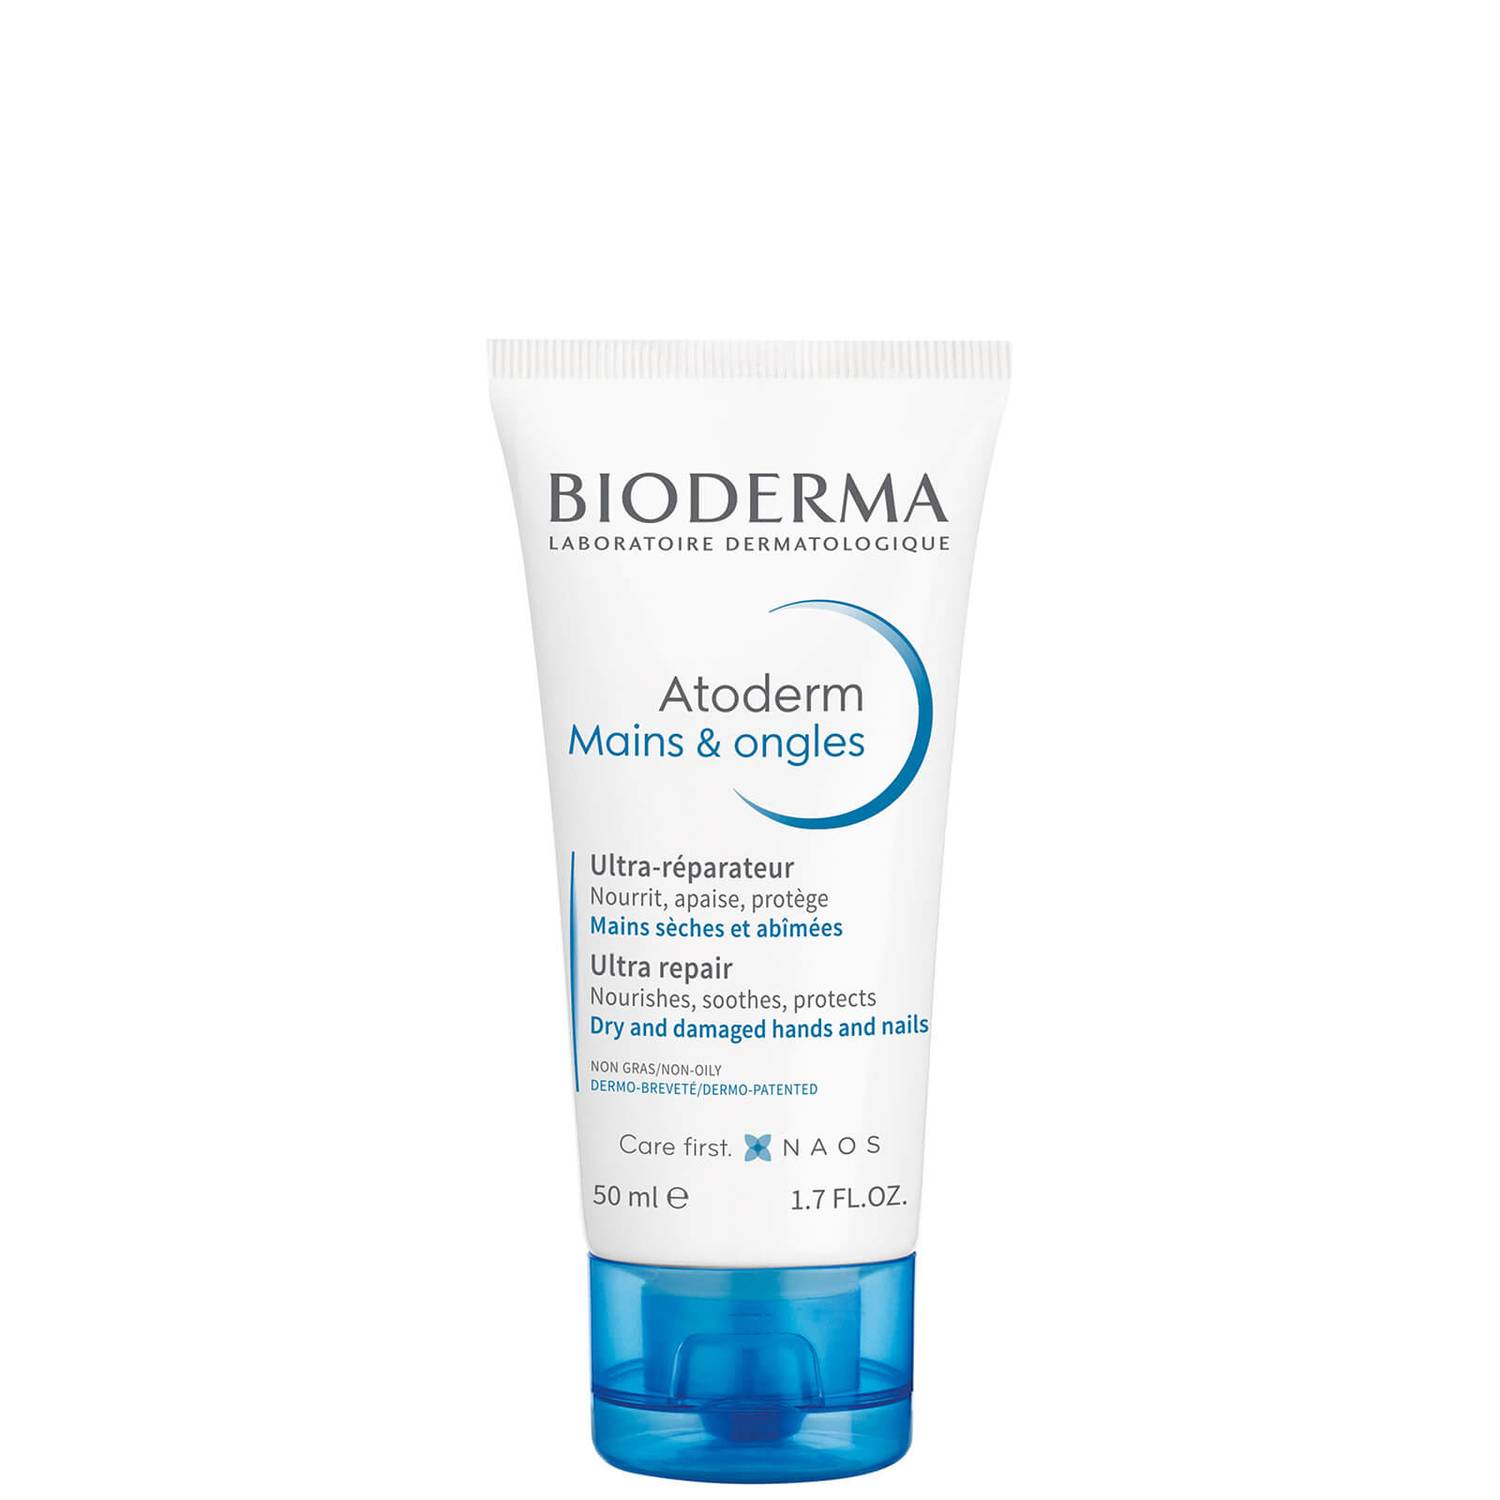 BIODERMA
LABORATOIRE DERMATOLOGIQUE
Atoderm
Mains & ongles
Ultra-réparateur
Nourrit, apaise, protège
Mains sèches et abîmées
Ultra repair
Nourishes, soothes, protects
Dry and damaged hands and nails
NON GRAS/NON-OILY
DERMO-BREVETÉ/DERMO-PATENTED
Care first. NAOS
50 ml ℮ 1.7 FL.OZ.